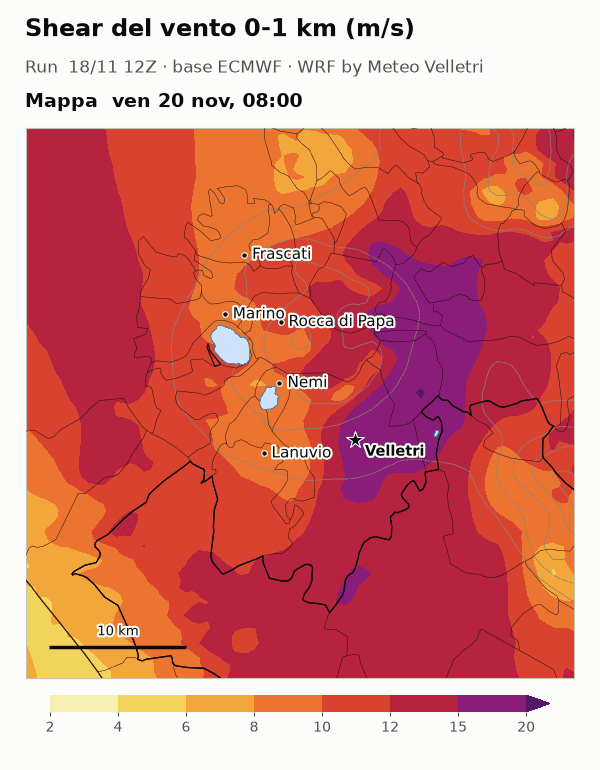 Shear del vento 0-1 km (m/s)
Run  18/11 12Z · base ECMWF · WRF by Meteo Velletri
Mappa  ven 20 nov, 08:00
Frascati
Marino
Rocca di Papa
Nemi
Velletri
Lanuvio
10 km
2 4 6 8 10 12 15 20